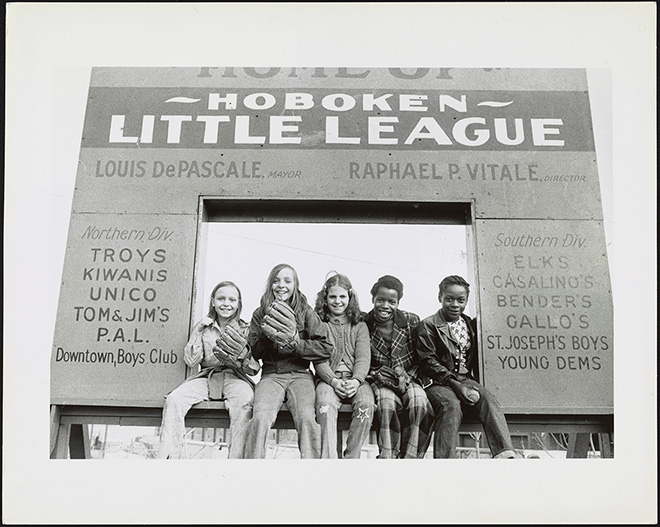 HOME OF
HOBOKEN
LITTLE LEAGUE
LOUIS DePASCALE, MAYOR
RAPHAEL P. VITALE, DIRECTOR
Northern Div.
TROYS
KIWANIS
UNICO
TOM & JIM'S
P.A.L.
Downtown, Boys Club
Southern Div.
ELKS
CASALINO'S
BENDER'S
GALLO'S
ST. JOSEPH'S BOYS
YOUNG DEMS